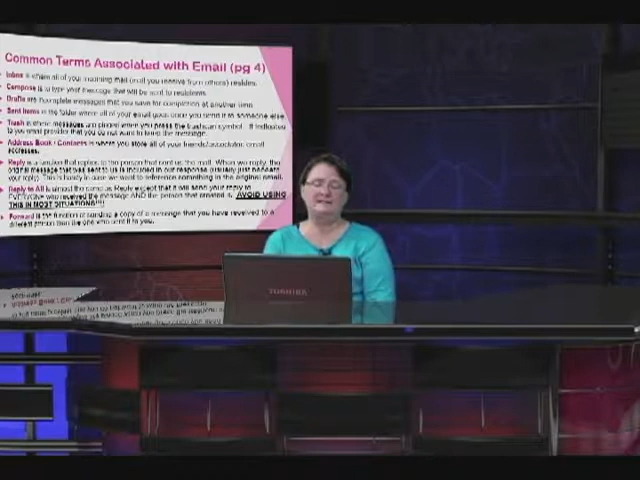 Common Terms Associated with Email (pg 4)
Inbox is where all of your incoming mail (mail you receive from others) resides.
Compose is to type your message that will be sent to
Drafts are incomplete messages that you save for completion at another time
Sent Items is the folder where all of your email goes once you send it to someone else.
Trash is where messages are placed when you press the trashcan symbol. It indicates
to your email provider that you do not want to keep the message.
Address Book / Contacts is where you store all of your friends/associates email
addresses.
Reply is a function that replies to the person that sent us the mail. When we reply, the
original message that was sent to us is included in our response (usually just beneath
your reply). This is handy in case we want to reference something in the original email.
Reply to All is almost the same as Reply except that it will send your reply to
EVERYONE who received the message AND the person that created it. AVOID USING
THIS IN MOST SITUATIONS!!!!
Forward is the function of sending a copy of a message that you have received to a
different person than the one who sent it to you.
TOSHIBA